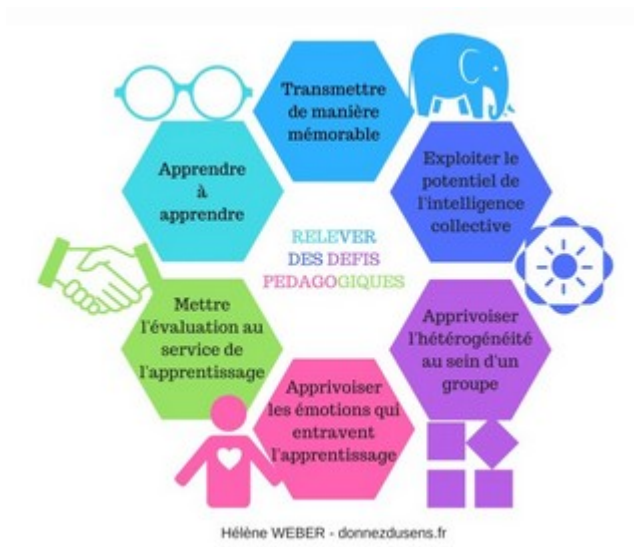 Transmettre
de manière
mémorable
Exploiter le
potentiel de
l'intelligence
collective
Apprendre
à
apprendre
RELEVER
DES DEFIS
PEDAGOGIQUES
Apprivoiser
l'hétérogénéité
au sein d'un
groupe
Mettre
l'évaluation au
service de
l'apprentissage
Apprivoiser
les émotions qui
entravent
l'apprentissage
Hélène WEBER - donnezdusens.fr